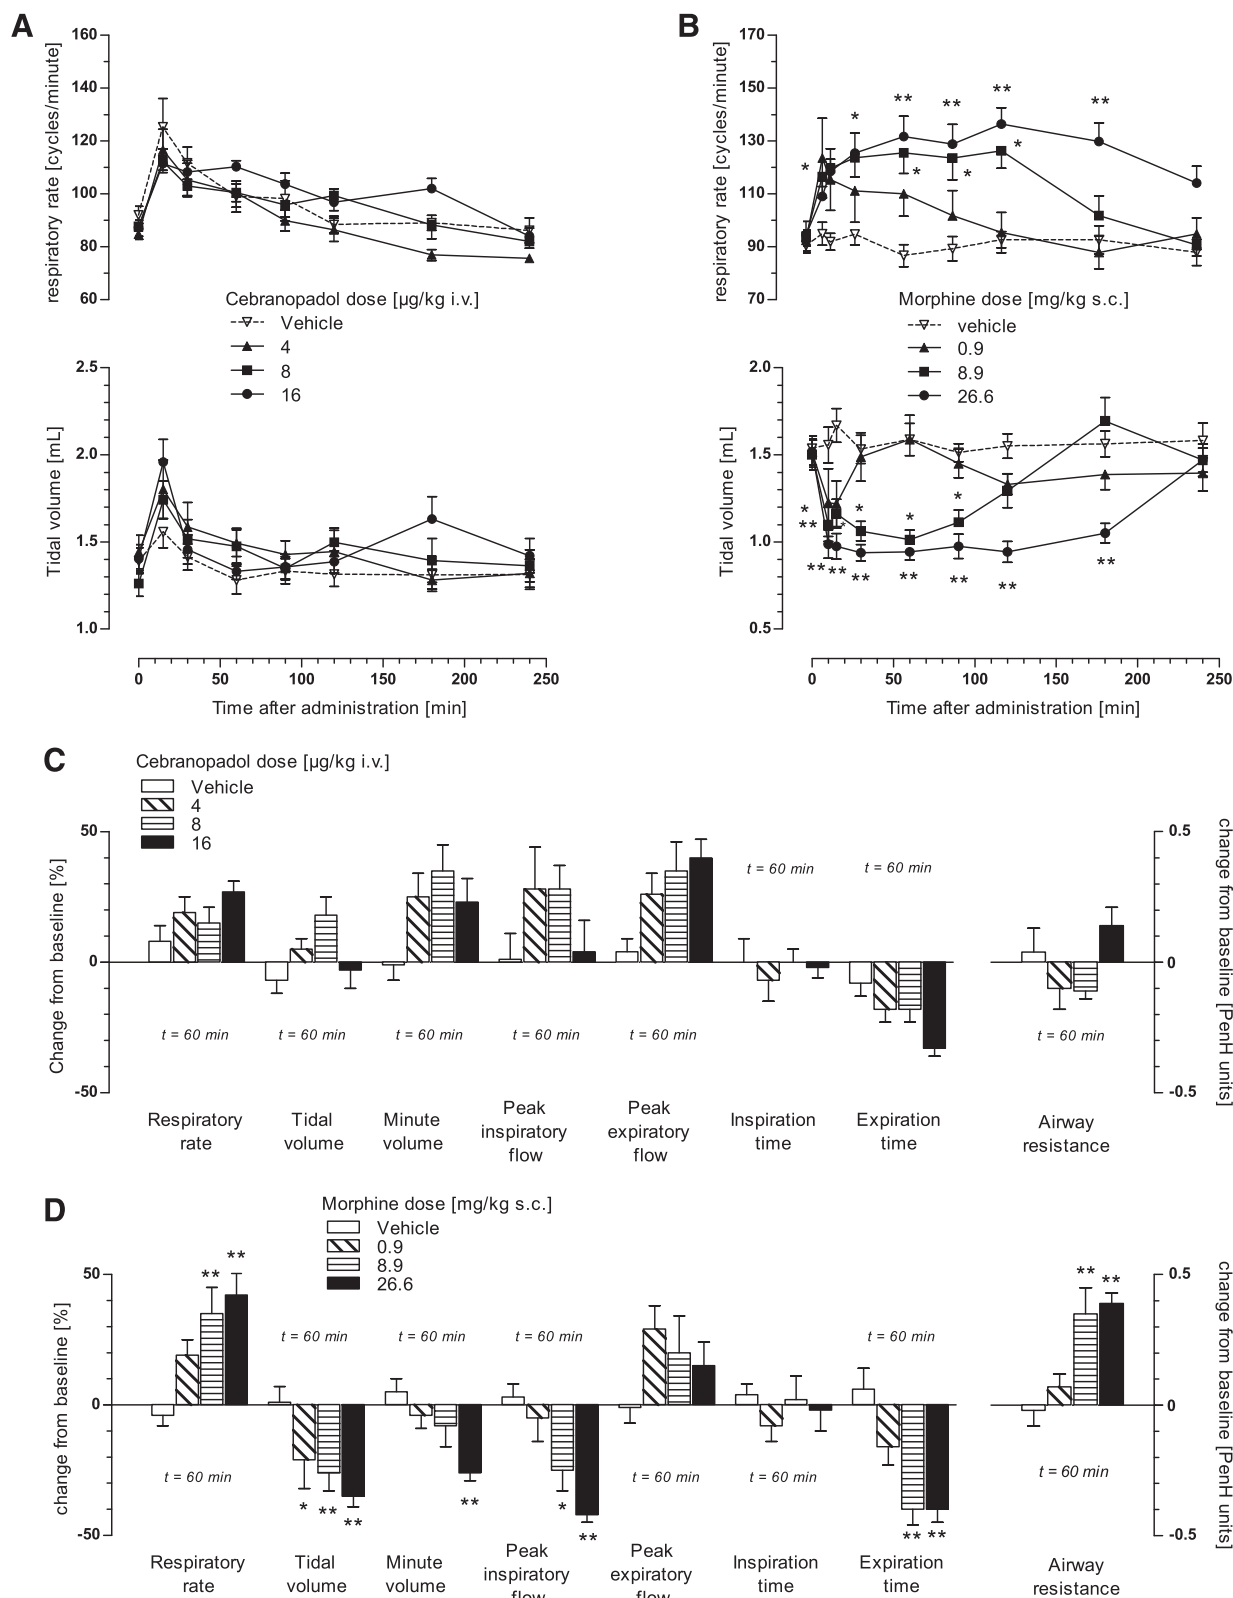 A
160
140
120
100
80
60
respiratory rate [cycles/minute]
Cebranopadol dose [µg/kg i.v.]
Vehicle
4
8
16
2.5
2.0
1.5
1.0
Tidal volume [mL]
0 50 100 150 200 250
Time after administration [min]
B
170
150
130
110
90
70
respiratory rate [cycles/minute]
* * ** ** ** **
* * *
Morphine dose [mg/kg s.c.]
vehicle
0.9
8.9
26.6
2.0
1.5
1.0
0.5
Tidal volume [mL]
* * * * *
**
** ** ** ** ** ** **
0 50 100 150 200 250
Time after administration [min]
C
Cebranopadol dose [µg/kg i.v.]
Vehicle
4
8
16
50
0
-50
Change from baseline [%]
0.5
0
-0.5
change from baseline [PenH units]
t = 60 min t = 60 min
t = 60 min t = 60 min t = 60 min t = 60 min t = 60 min t = 60 min
Respiratory rate
Tidal volume
Minute volume
Peak inspiratory flow
Peak expiratory flow
Inspiration time
Expiration time
Airway resistance
D
Morphine dose [mg/kg s.c.]
Vehicle
0.9
8.9
26.6
50
0
-50
change from baseline [%]
0.5
0
-0.5
change from baseline [PenH units]
** ** ** **
t = 60 min t = 60 min t = 60 min t = 60 min
t = 60 min t = 60 min t = 60 min t = 60 min
* ** ** ** * ** ** **
Respiratory rate
Tidal volume
Minute volume
Peak inspiratory flow
Peak expiratory flow
Inspiration time
Expiration time
Airway resistance